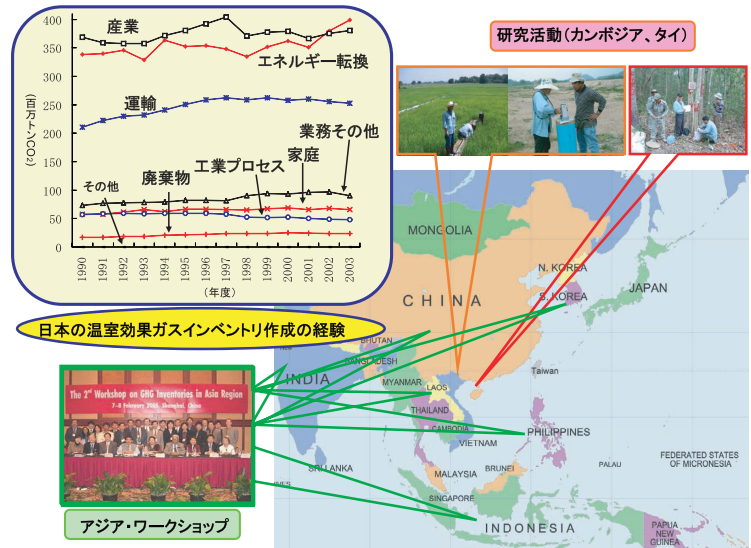 400
350
300
250
200
150
100
50
0
(百万トンCO₂)
産業
エネルギー転換
運輸
業務その他
家庭
工業プロセス
廃棄物
その他
1990
1991
1992
1993
1994
1995
1996
1997
1998
1999
2000
2001
2002
2003
(年度)
日本の温室効果ガスインベントリ作成の経験
研究活動(カンボジア、タイ)
MONGOLIA
N. KOREA
S. KOREA
JAPAN
CHINA
BHUTAN
BANGLADESH
INDIA
MYANMAR
LAOS
Taiwan
THAILAND
CAMBODIA
VIETNAM
PHILIPPINES
SRI LANKA
MALAYSIA
BRUNEI
PALAU
FEDERATED STATES
OF MICRONESIA
SINGAPORE
INDONESIA
PAPUA
NEW
GUINEA
The 2nd Workshop on GHG Inventories in Asia Region
7-8 February 2005, Shanghai, China
アジア・ワークショップ